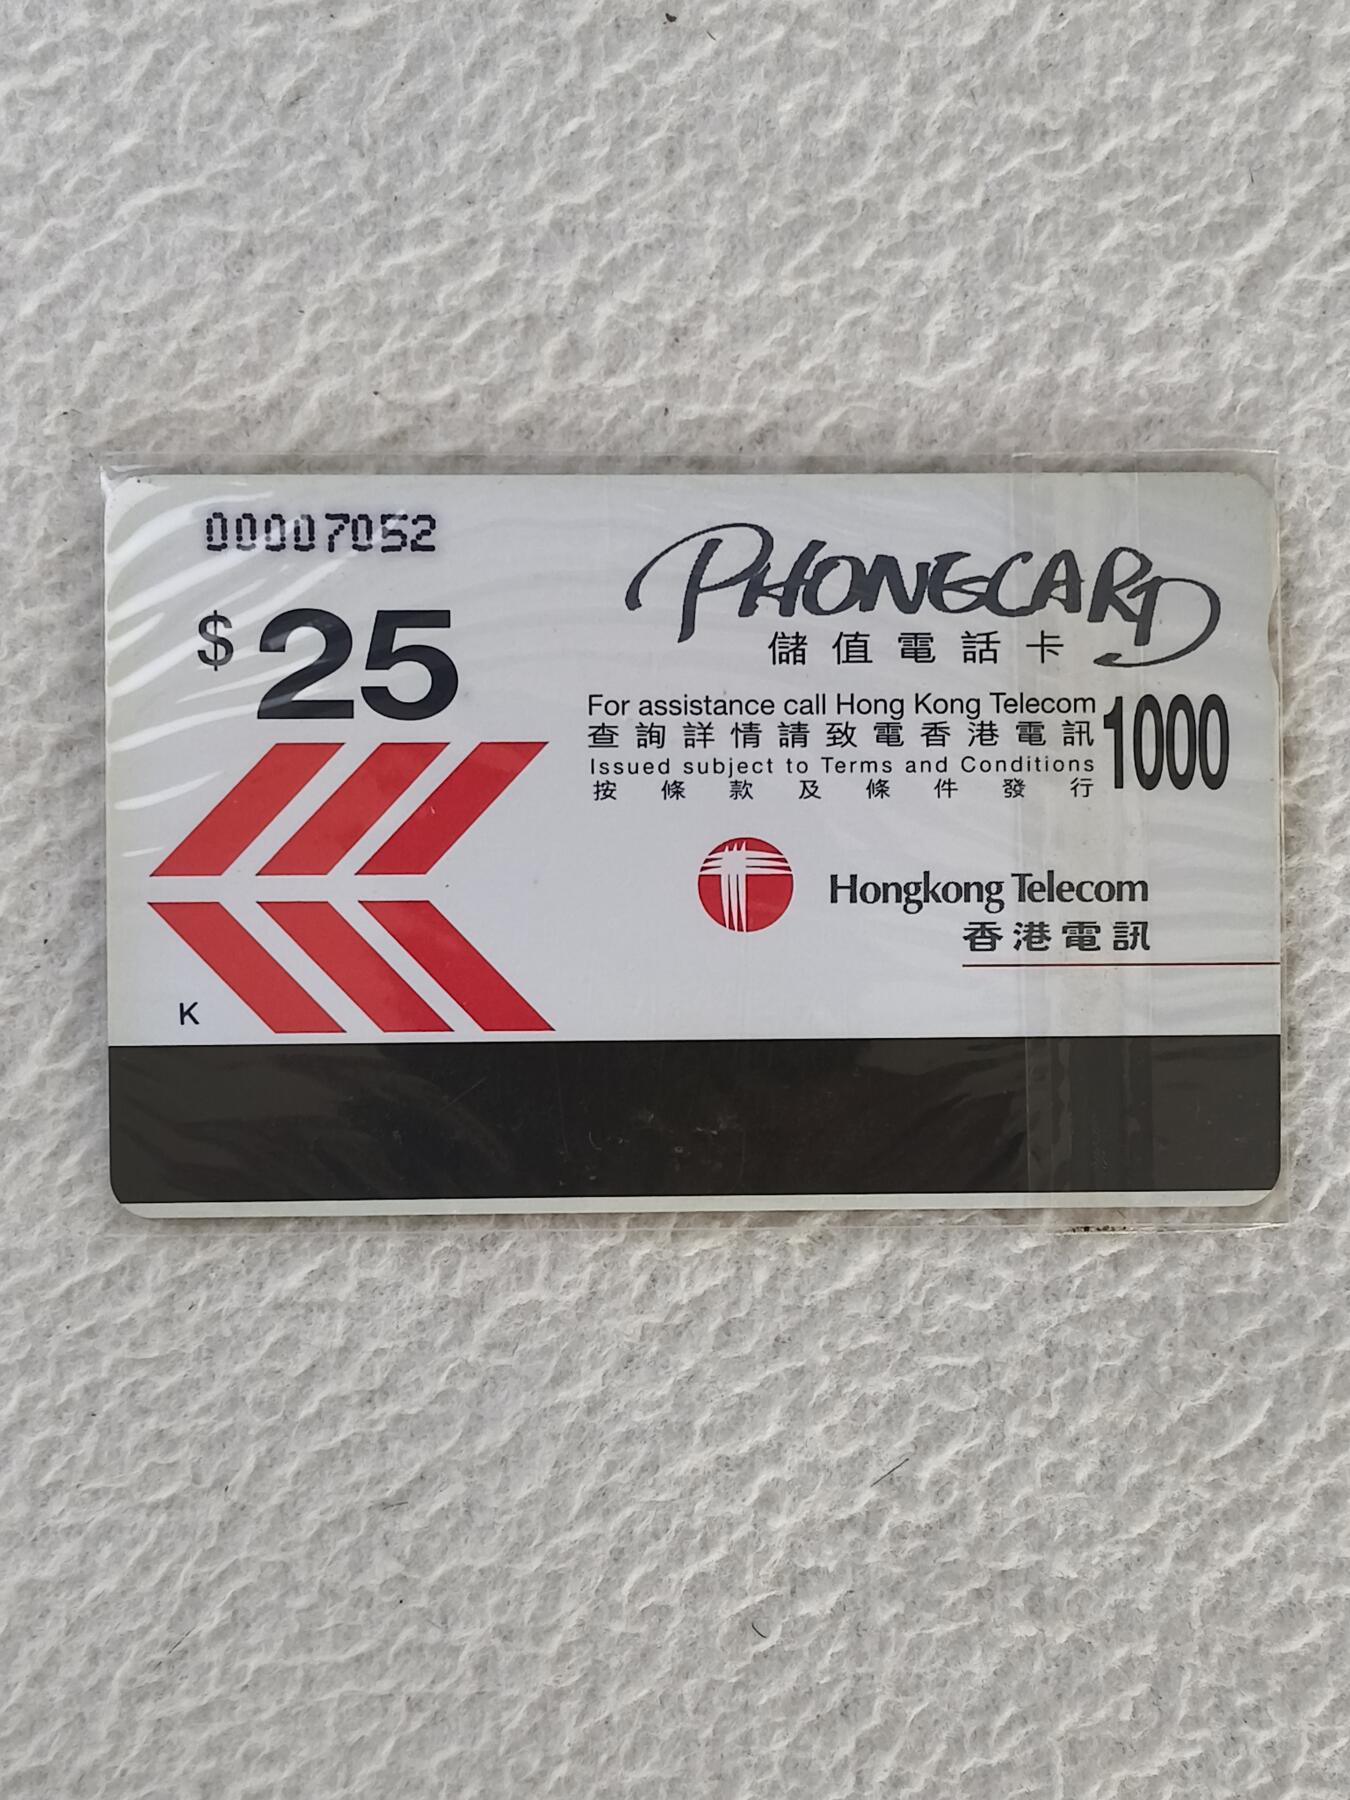 00007052
$25
PHONECARD
儲值電話卡
For assistance call Hong Kong Telecom
查詢詳情請致電香港電訊
1000
Issued subject to Terms and Conditions
按條款及條件發行
Hongkong Telecom
香港電訊
K